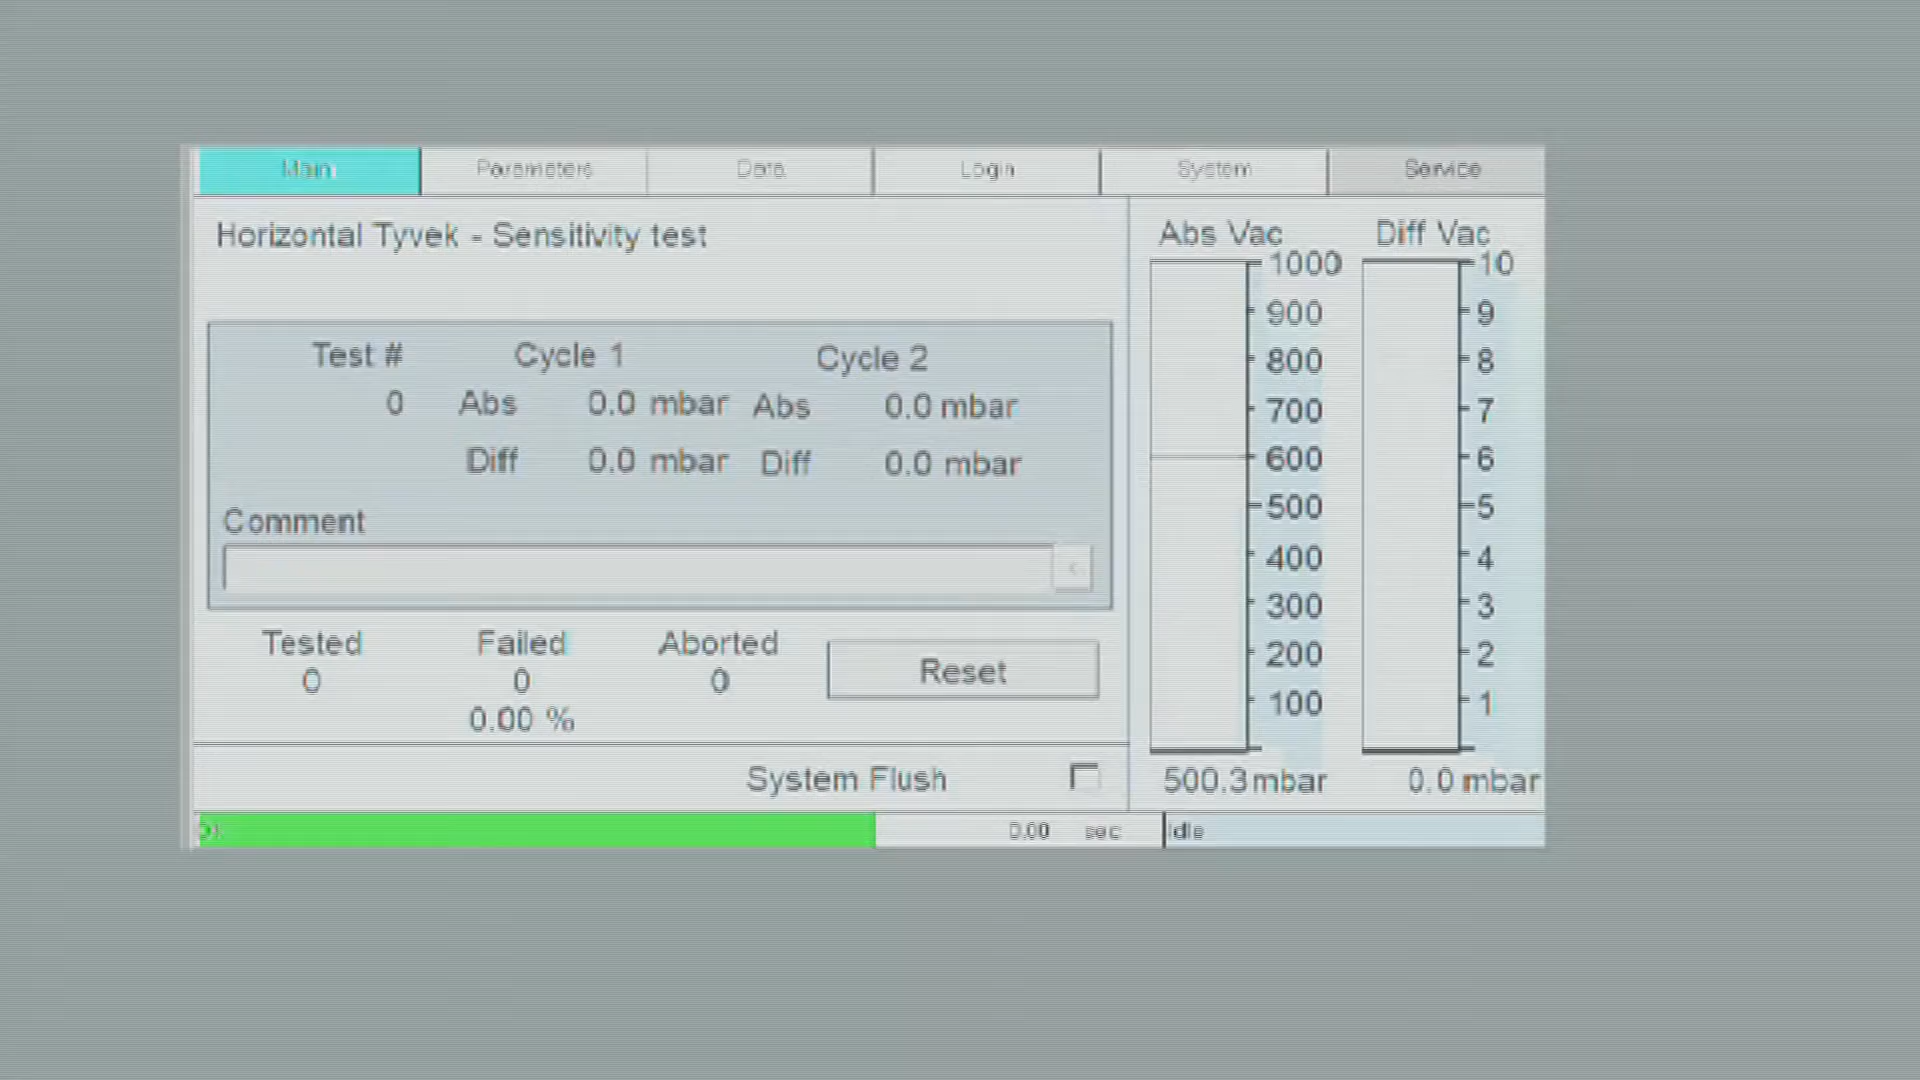 Main Parameters Data Login System Service
Horizontal Tyvek - Sensitivity test
Test # Cycle 1 Cycle 2
0 Abs 0.0 mbar Abs 0.0 mbar
Diff 0.0 mbar Diff 0.0 mbar
Comment
<
Tested Failed Aborted
0 0 0
0.00 %
Reset
System Flush
Abs Vac
1000
900
800
700
600
500
400
300
200
100
500.3 mbar
Diff Vac
10
9
8
7
6
5
4
3
2
1
0.0 mbar
0.00 sec Idle